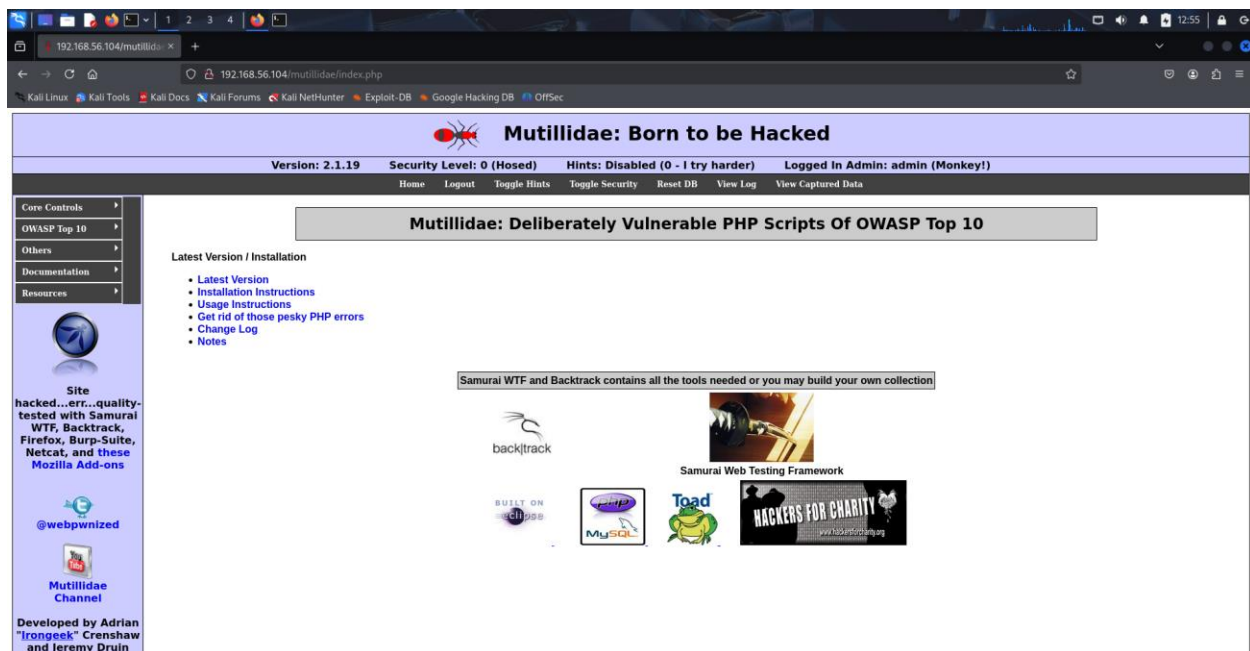 1 2 3 4
12:55
192.168.56.104/mutillidae
192.168.56.104/mutillidae/index.php
Kali Linux Kali Tools Kali Docs Kali Forums Kali NetHunter Exploit-DB Google Hacking DB OffSec
Mutillidae: Born to be Hacked
Version: 2.1.19 Security Level: 0 (Hosed) Hints: Disabled (0 - I try harder) Logged In Admin: admin (Monkey!)
Home Logout Toggle Hints Toggle Security Reset DB View Log View Captured Data
Core Controls
OWASP Top 10
Others
Documentation
Resources
Site
hacked...err...quality-
tested with Samurai
WTF, Backtrack,
Firefox, Burp-Suite,
Netcat, and these
Mozilla Add-ons
@webpwnized
You
Tube
Mutillidae
Channel
Developed by Adrian
"Irongeek" Crenshaw
and Jeremy Druin
Mutillidae: Deliberately Vulnerable PHP Scripts Of OWASP Top 10
Latest Version / Installation
Latest Version
Installation Instructions
Usage Instructions
Get rid of those pesky PHP errors
Change Log
Notes
Samurai WTF and Backtrack contains all the tools needed or you may build your own collection
back|track
Samurai Web Testing Framework
BUILT ON
eclipse
php
MySQL
Toad
HACKERS FOR CHARITY
www.hackersforcharity.org